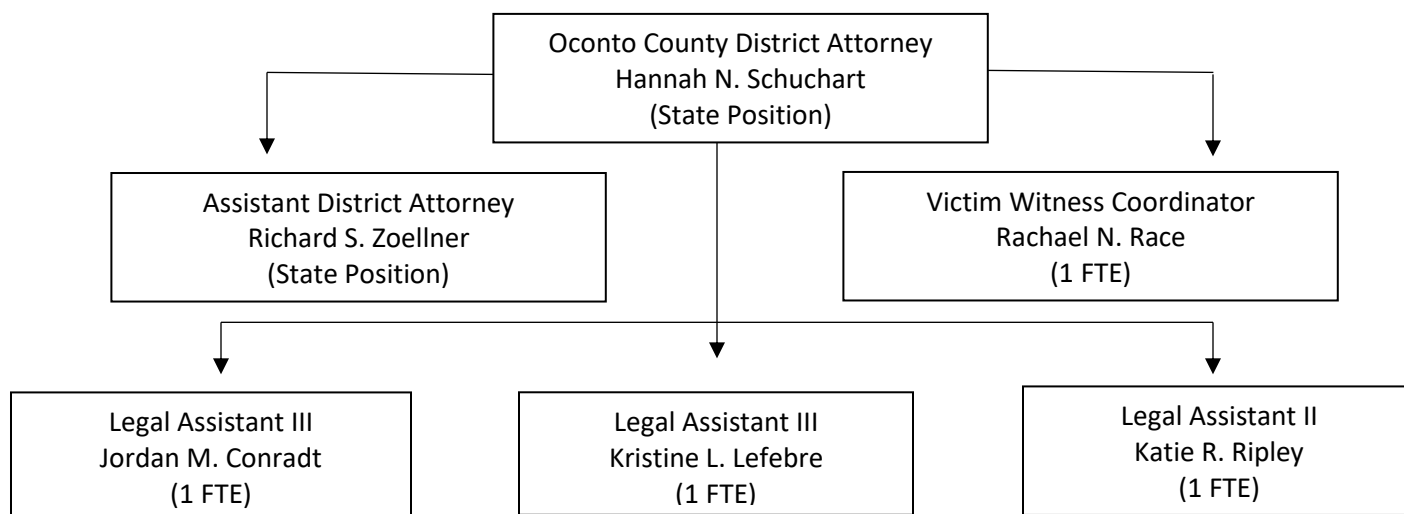 Oconto County District Attorney
Hannah N. Schuchart
(State Position)
Assistant District Attorney
Richard S. Zoellner
(State Position)
Victim Witness Coordinator
Rachael N. Race
(1 FTE)
Legal Assistant III
Jordan M. Conradt
(1 FTE)
Legal Assistant III
Kristine L. Lefebre
(1 FTE)
Legal Assistant II
Katie R. Ripley
(1 FTE)